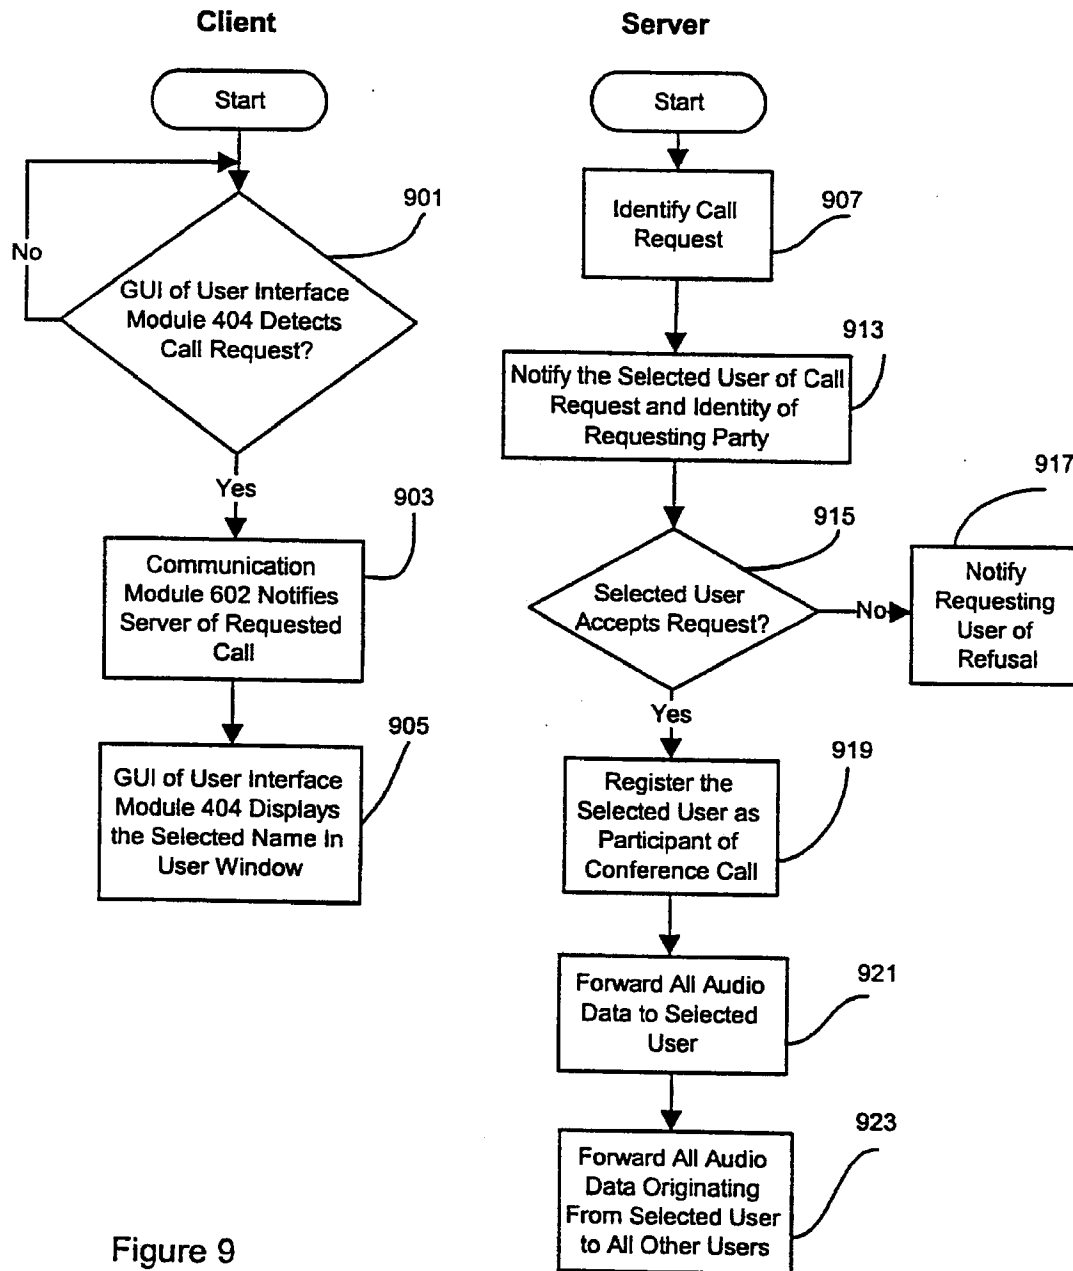 Client
Start
901
No
GUI of User Interface
Module 404 Detects
Call Request?
Yes
903
Communication
Module 602 Notifies
Server of Requested
Call
905
GUI of User Interface
Module 404 Displays
the Selected Name In
User Window
Server
Start
907
Identify Call
Request
913
Notify the Selected User of Call
Request and Identity of
Requesting Party
915
Selected User
Accepts Request?
No
917
Notify
Requesting
User of
Refusal
Yes
919
Register the
Selected User as
Participant of
Conference Call
921
Forward All Audio
Data to Selected
User
923
Forward All Audio
Data Originating
From Selected User
to All Other Users
Figure 9